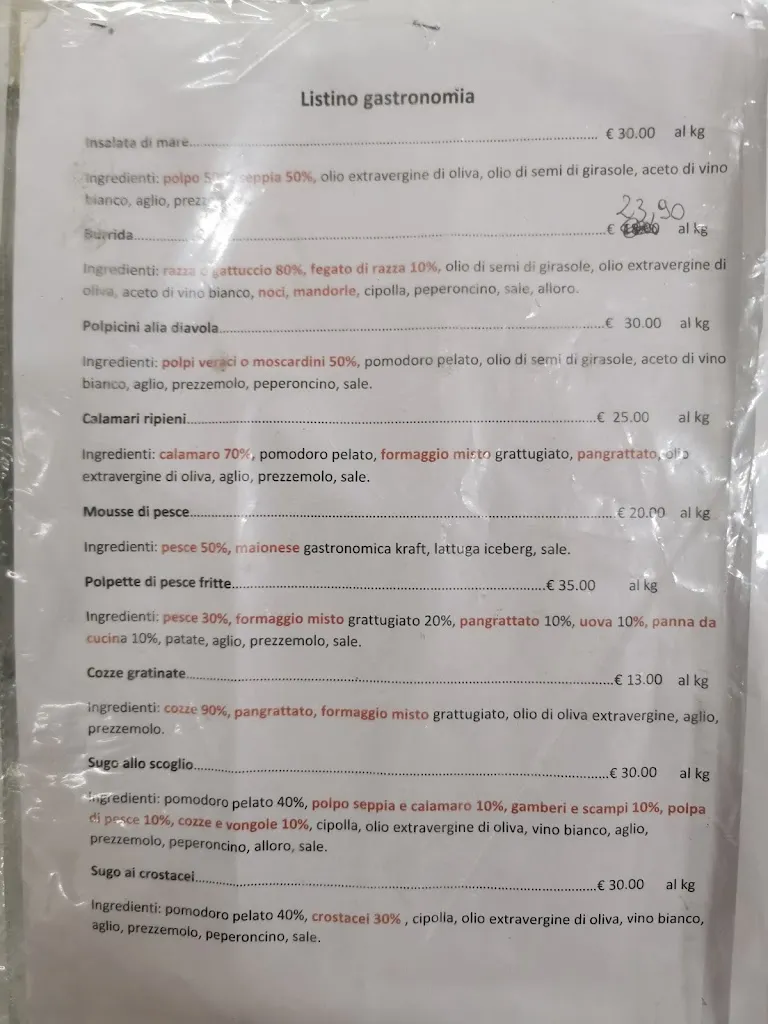 Listino gastronomia
Insalata di mare.......... € 30.00 al kg
Ingredienti: polpo 50% seppia 50%, olio extravergine di oliva, olio di semi di girasole, aceto di vino
bianco, aglio,
23,90
Burrida.......... € al kg
Ingredienti: razza o gattuccio 80%, fegato di razza 10%, olio di semi di girasole, olio extravergine di
oliva, aceto di vino bianco, noci, mandorle, cipolla, peperoncino, sale, alloro.
Polpicini alla diavola.......... € 30.00 al kg
Ingredienti: polpi veraci o moscardini 50%, pomodoro pelato, olio di semi di girasole, aceto di vino
bianco, aglio, prezzemolo, peperoncino, sale.
Calamari ripieni.......... € 25.00 al kg
Ingredienti: calamaro 70%, pomodoro pelato, formaggio misto grattugiato, pangrattato, olio
extravergine di oliva, aglio, prezzemolo, sale.
Mousse di pesce.......... € 20.00 al kg
Ingredienti: pesce 50%, maionese gastronomica kraft, lattuga iceberg, sale.
Polpette di pesce fritte.......... € 35.00 al kg
Ingredienti: pesce 30%, formaggio misto grattugiato 20%, pangrattato 10%, uova 10%, panna da
cucina 10%, patate, aglio, prezzemolo, sale.
Cozze gratinate.......... € 13.00 al kg
Ingredienti: cozze 90%, pangrattato, formaggio misto grattugiato, olio di oliva extravergine, aglio,
prezzemolo.
Sugo allo scoglio.......... € 30.00 al kg
Ingredienti: pomodoro pelato 40%, polpo seppia e calamaro 10%, gamberi e scampi 10%, polpa
di pesce 10%, cozze e vongole 10%, cipolla, olio extravergine di oliva, vino bianco, aglio,
prezzemolo, peperoncino, alloro, sale.
Sugo ai crostacei.......... € 30.00 al kg
Ingredienti: pomodoro pelato 40%, crostacei 30% , cipolla, olio extravergine di oliva, vino bianco,
aglio, prezzemolo, peperoncino, sale.